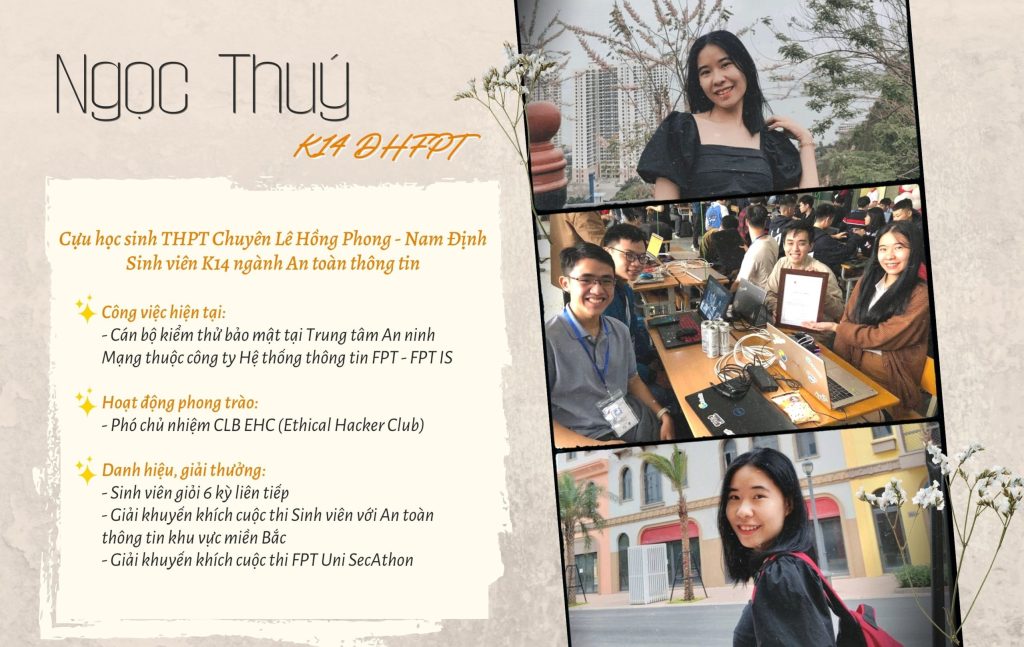 Ngọc Thuý
K14 ĐHFPT
Cựu học sinh THPT Chuyên Lê Hồng Phong - Nam Định
Sinh viên K14 ngành An toàn thông tin
Công việc hiện tại:
- Cán bộ kiểm thử bảo mật tại Trung tâm An ninh
Mạng thuộc công ty Hệ thống thông tin FPT - FPT IS
Hoạt động phong trào:
- Phó chủ nhiệm CLB EHC (Ethical Hacker Club)
Danh hiệu, giải thưởng:
- Sinh viên giỏi 6 kỳ liên tiếp
- Giải khuyến khích cuộc thi Sinh viên với An toàn
thông tin khu vực miền Bắc
- Giải khuyến khích cuộc thi FPT Uni SecAthon